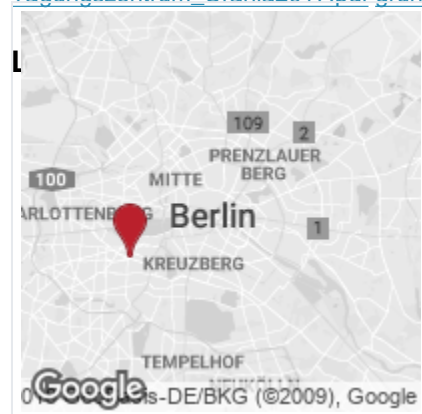 L
109
2
PRENZLAUER
BERG
100
MITTE
Berlin
1
KREUZBERG
TEMPELHOF
Google
-DE/BKG (©2009), Google